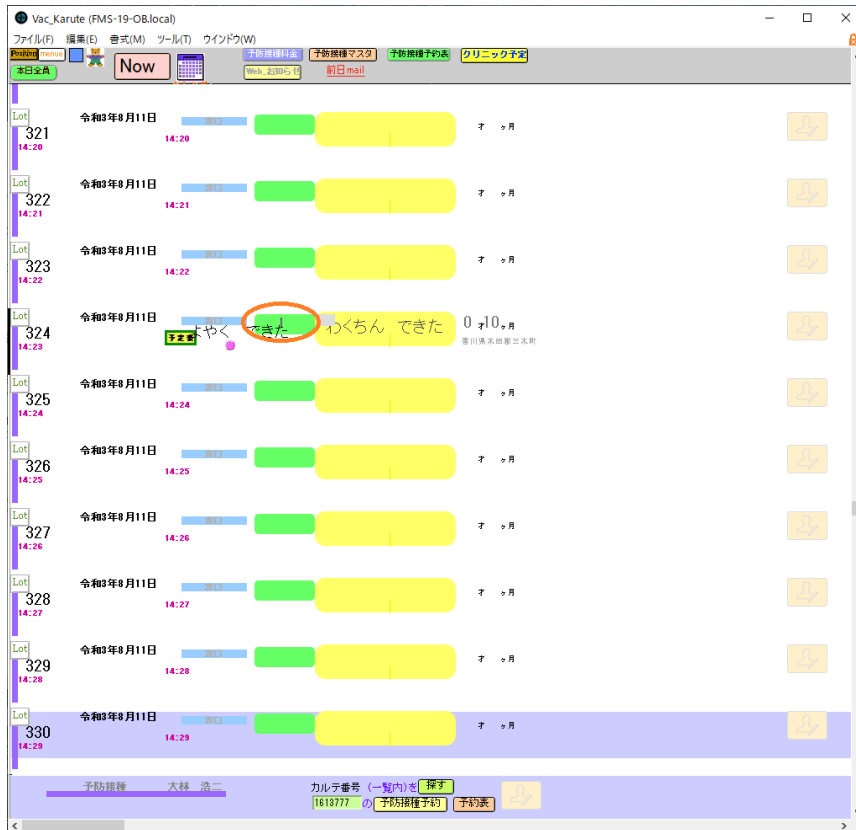 Vac_Karute (FMS-19-OB.local)
ファイル(F) 編集(E) 書式(M) ツール(T) ウインドウ(W)
Position menue 予防接種料金 予防接種マスタ 予防接種予約表 クリニック予定
本日全員 Now Web_お知らせ 前日mail
Lot 令和3年8月11日
321 才 ヶ月
14:20 14:20
Lot 令和3年8月11日
322 才 ヶ月
14:21 14:21
Lot 令和3年8月11日
323 才 ヶ月
14:22 14:22
Lot 令和3年8月11日 1
324 よやく できた わくちん できた 0 才 10 ヶ月
14:23 予定表 香川県木田郡三木町
Lot 令和3年8月11日
325 才 ヶ月
14:24 14:24
Lot 令和3年8月11日
326 才 ヶ月
14:25 14:25
Lot 令和3年8月11日
327 才 ヶ月
14:26 14:26
Lot 令和3年8月11日
328 才 ヶ月
14:27 14:27
Lot 令和3年8月11日
329 才 ヶ月
14:28 14:28
Lot 令和3年8月11日
330 才 ヶ月
14:29 14:29
予防接種 大林 浩二 カルテ番号 (一覧内)を 探す
1613777 の 予防接種予約 予約表